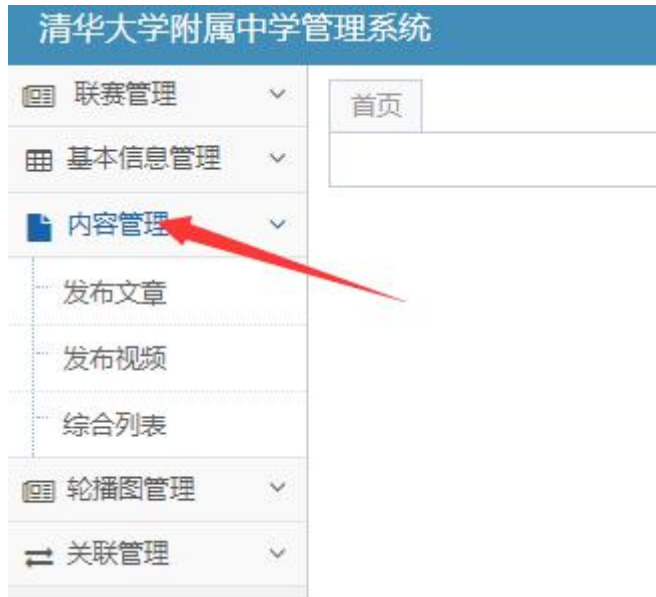 清华大学附属中学管理系统
联赛管理
首页
基本信息管理
内容管理
发布文章
发布视频
综合列表
轮播图管理
关联管理